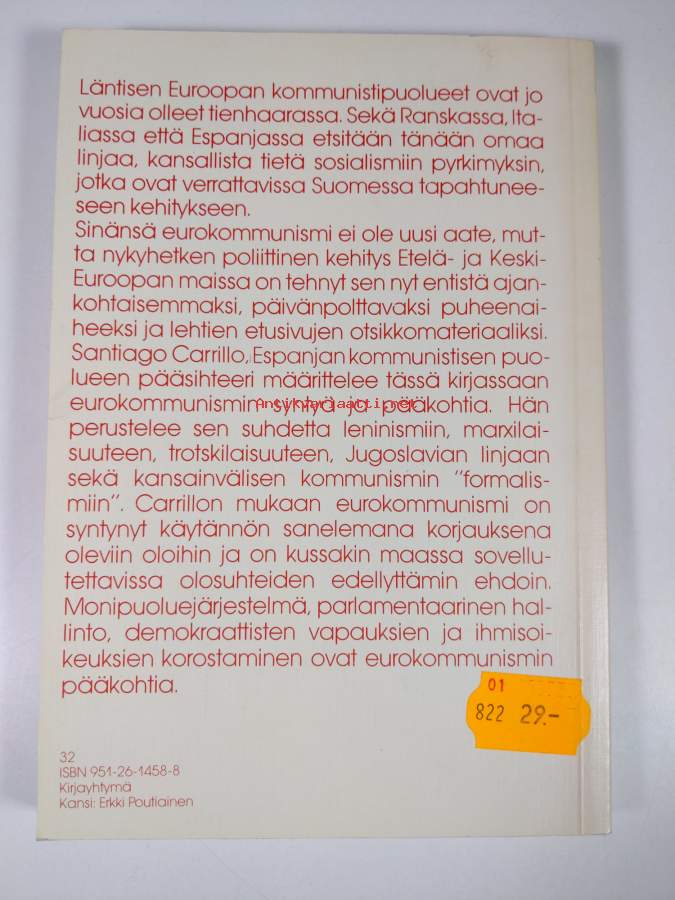 Läntisen Euroopan kommunistipuolueet ovat jo
vuosia olleet tienhaarassa. Sekä Ranskassa, Ita-
liassa että Espanjassa etsitään tänään omaa
linjaa, kansallista tietä sosialismiin pyrkimyksin,
jotka ovat verrattavissa Suomessa tapahtunee-
seen kehitykseen.
Sinänsä eurokommunismi ei ole uusi aate, mut-
ta nykyhetken poliittinen kehitys Etelä- ja Keski-
Euroopan maissa on tehnyt sen nyt entistä ajan-
kohtaisemmaksi, päivänpolttavaksi puheenai-
heeksi ja lehtien etusivujen otsikkomateriaaliksi.
Santiago Carrillo, Espanjan kommunistisen puo-
lueen pääsihteeri määrittelee tässä kirjassaan
eurokommunismin syntyjä ja pääkohtia. Hän
perustelee sen suhdetta leninismiin, marxilai-
suuteen, trotskilaisuuteen, Jugoslavian linjaan
sekä kansainvälisen kommunismin "formalis-
miin". Carrillon mukaan eurokommunismi on
syntynyt käytännön sanelemana korjauksena
oleviin oloihin ja on kussakin maassa sovellu-
tettavissa olosuhteiden edellyttämin ehdoin.
Monipuoluejärjestelmä, parlamentaarinen hal-
linto, demokraattisten vapauksien ja ihmisoi-
keuksien korostaminen ovat eurokommunismin
pääkohtia.
antikvariaatti.net
01
822 29.-
32
ISBN 951-26-1458-8
Kirjayhtymä
Kansi: Erkki Poutiainen